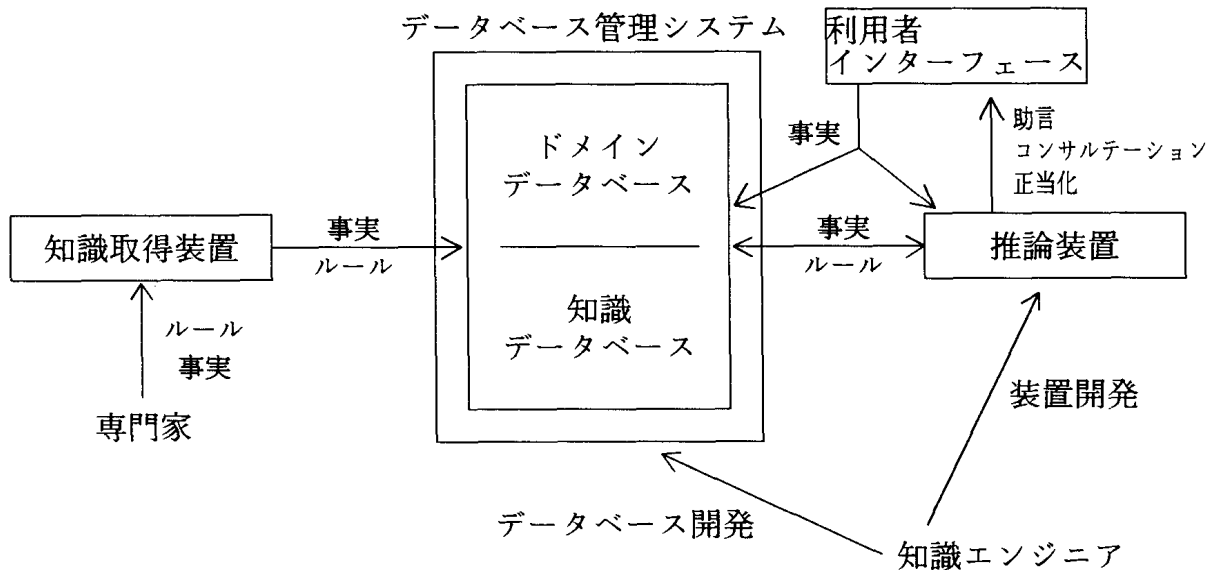 データベース管理システム
利用者
インターフェース
事実
助言
コンサルテーション
正当化
ドメイン
データベース
知識取得装置
事実
ルール
事実
ルール
推論装置
知識
データベース
ルール
事実
専門家
装置開発
データベース開発
知識エンジニア